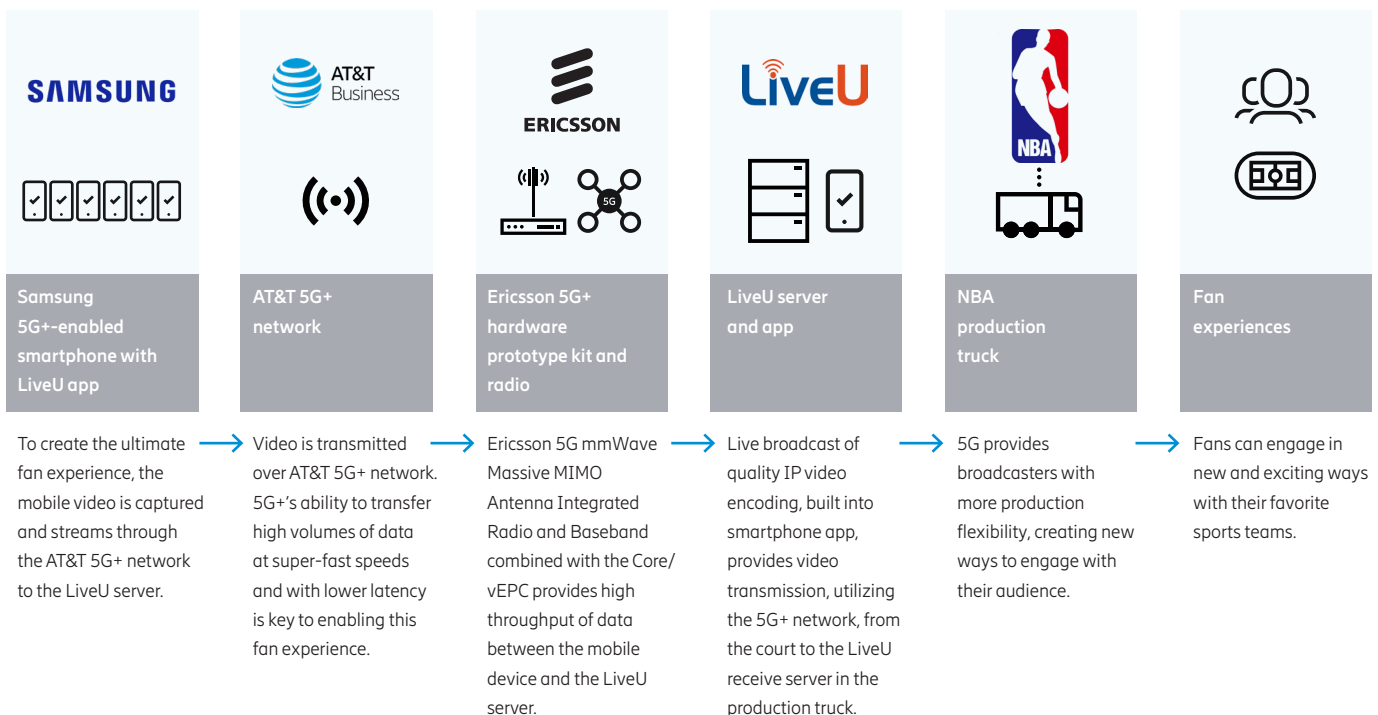 SAMSUNG
AT&T
Business
ERICSSON
5G
LiveU
NBA
Samsung
5G+-enabled
smartphone with
LiveU app
AT&T 5G+
network
Ericsson 5G+
hardware
prototype kit and
radio
LiveU server
and app
NBA
production
truck
Fan
experiences
To create the ultimate
fan experience, the
mobile video is captured
and streams through
the AT&T 5G+ network
to the LiveU server.
Video is transmitted
over AT&T 5G+ network.
5G+'s ability to transfer
high volumes of data
at super-fast speeds
and with lower latency
is key to enabling this
fan experience.
Ericsson 5G mmWave
Massive MIMO
Antenna Integrated
Radio and Baseband
combined with the Core/
vEPC provides high
throughput of data
between the mobile
device and the LiveU
server.
Live broadcast of
quality IP video
encoding, built into
smartphone app,
provides video
transmission, utilizing
the 5G+ network, from
the court to the LiveU
receive server in the
production truck.
5G provides
broadcasters with
more production
flexibility, creating new
ways to engage with
their audience.
Fans can engage in
new and exciting ways
with their favorite
sports teams.